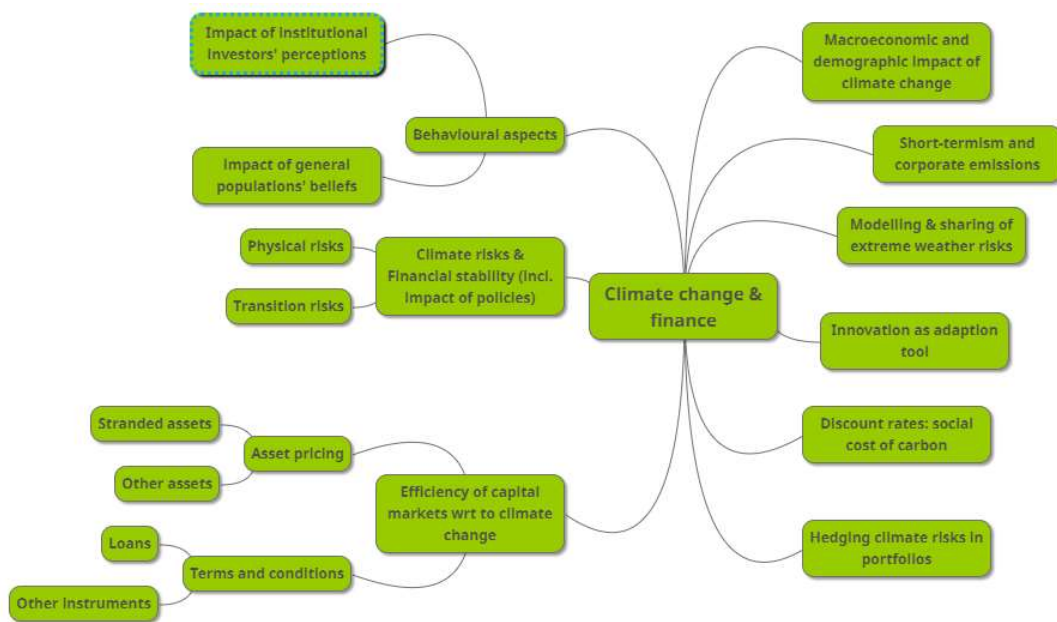 Impact of institutional
investors' perceptions
Behavioural aspects
Impact of general
populations' beliefs
Physical risks
Climate risks &
Financial stability (incl.
impact of policies)
Transition risks
Stranded assets
Asset pricing
Other assets
Efficiency of capital
markets wrt to climate
change
Loans
Terms and conditions
Other instruments
Climate change &
finance
Macroeconomic and
demographic impact of
climate change
Short-termism and
corporate emissions
Modelling & sharing of
extreme weather risks
Innovation as adaption
tool
Discount rates: social
cost of carbon
Hedging climate risks in
portfolios